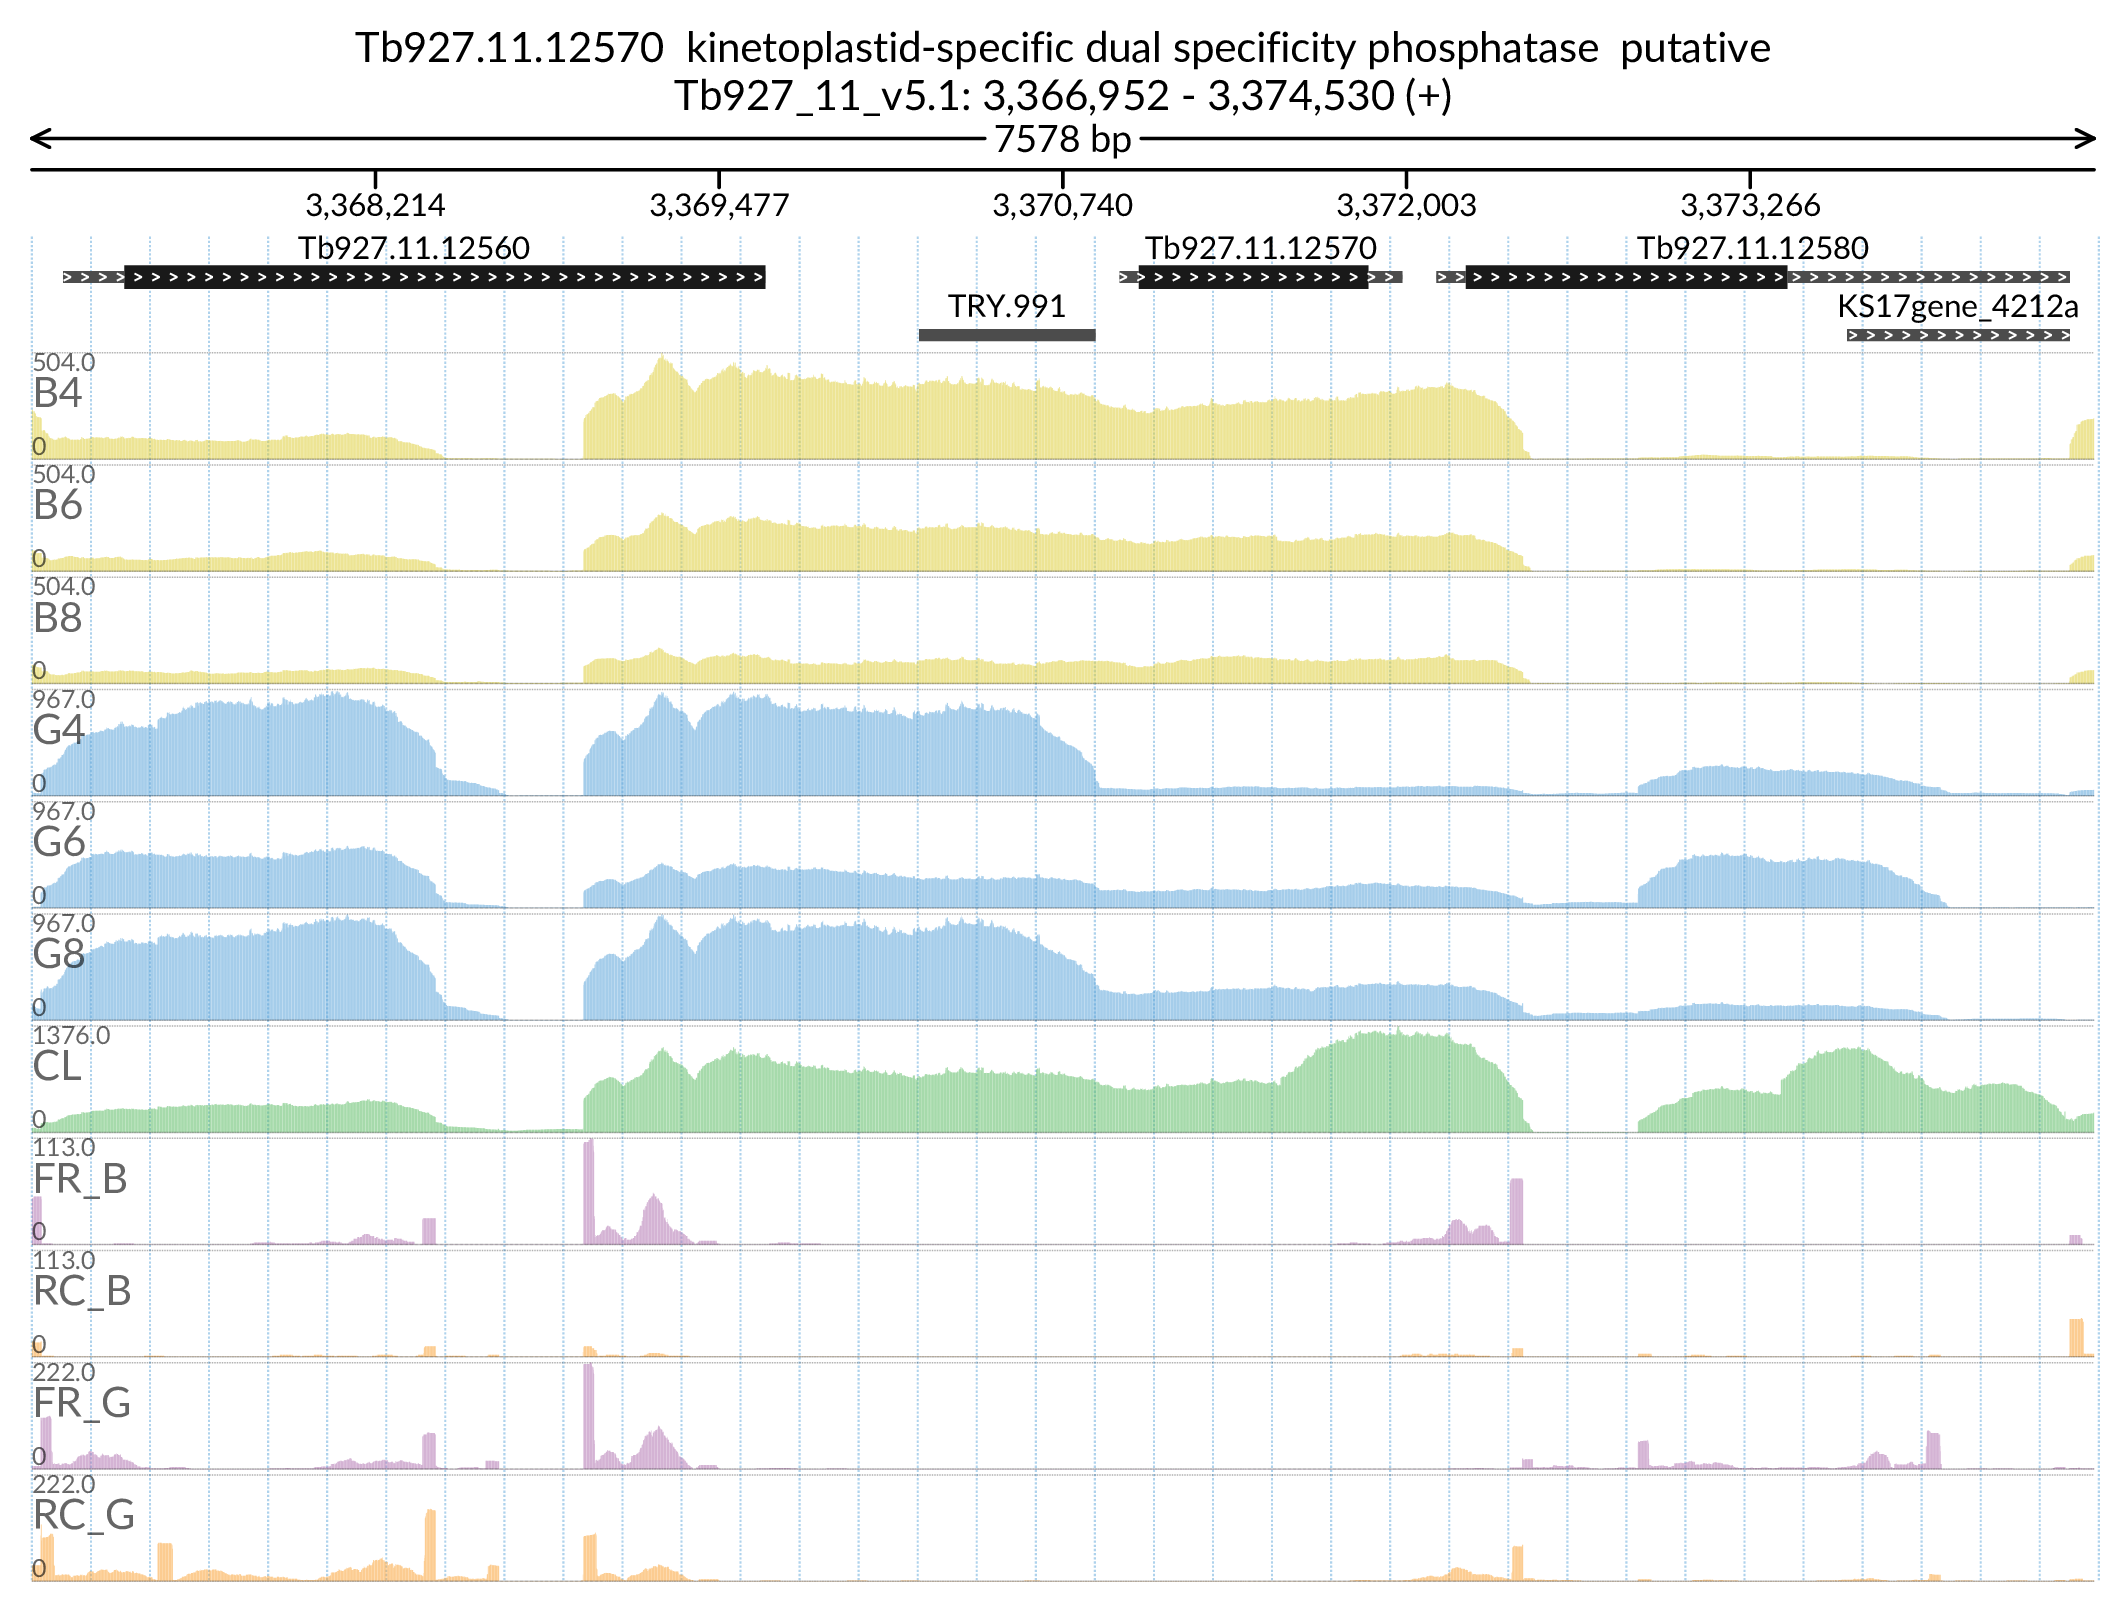 Tb927.11.12570 kinetoplastid-specific dual specificity phosphatase putative
Tb927_11_v5.1: 3,366,952 - 3,374,530 (+)
7578 bp
3,368,214 3,369,477 3,370,740 3,372,003 3,373,266
Tb927.11.12560 Tb927.11.12570 Tb927.11.12580
TRY.991 KS17gene_4212a
504.0
B4
0
504.0
B6
0
504.0
B8
0
967.0
G4
0
967.0
G6
0
967.0
G8
0
1376.0
CL
0
113.0
FR_B
0
113.0
RC_B
0
222.0
FR_G
0
222.0
RC_G
0